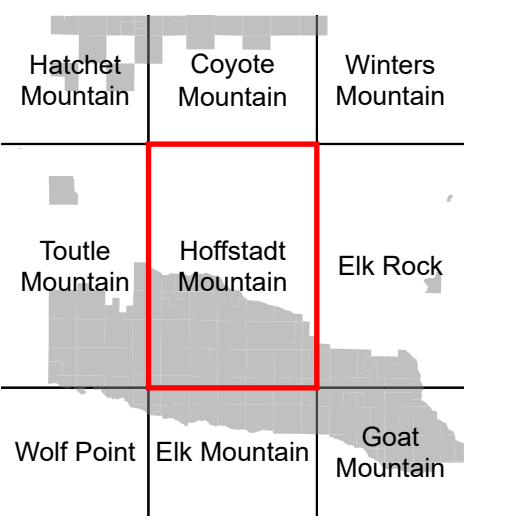 Hatchet
Mountain
Coyote
Mountain
Winters
Mountain
Toutle
Mountain
Hoffstadt
Mountain
Elk Rock
Wolf Point
Elk Mountain
Goat
Mountain